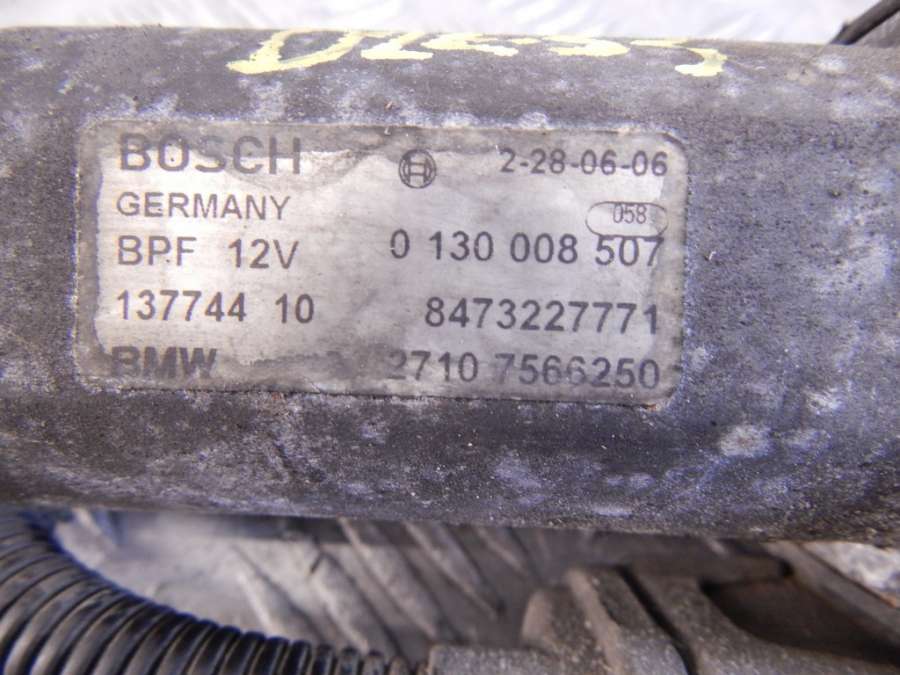 BOSCH 2-28-06-06
GERMANY 058
BPF 12V 0 130 008 507
137744 10 8473227771
BMW 2710 7566250